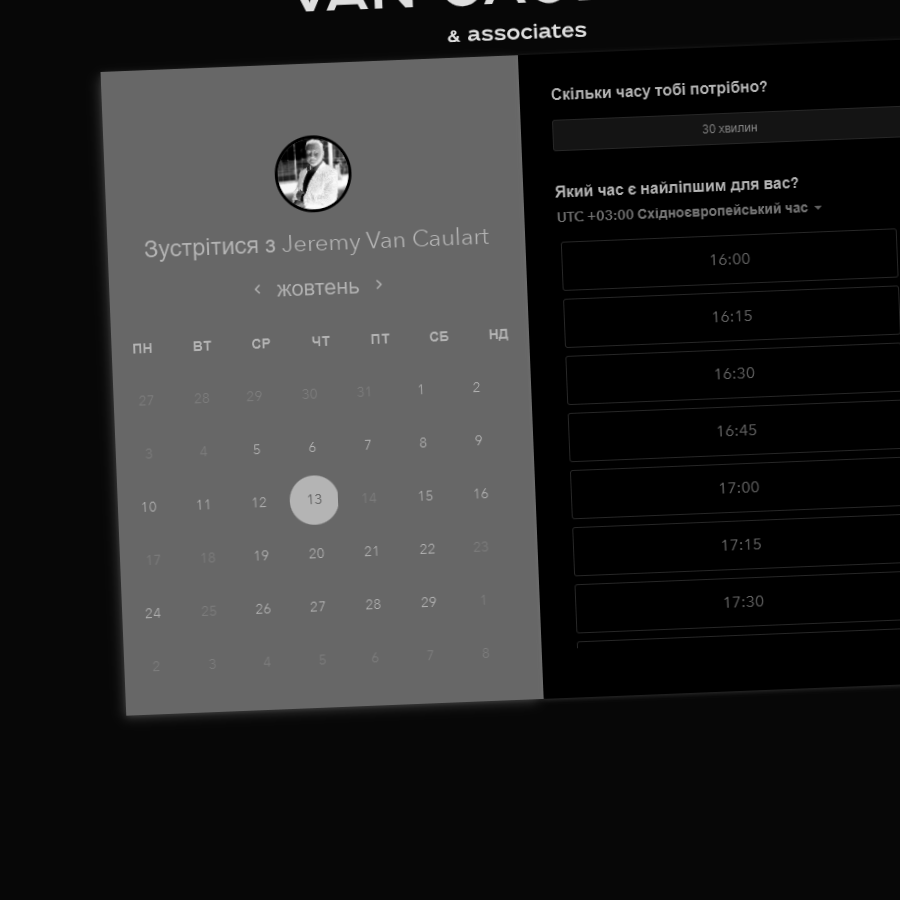 & associates
Зустрітися з Jeremy Van Caulart
‹ жовтень ›
ПН ВТ СР ЧТ ПТ СБ НД
27 28 29 30 31 1 2
3 4 5 6 7 8 9
10 11 12 13 14 15 16
17 18 19 20 21 22 23
24 25 26 27 28 29 1
2 3 4 5 6 7 8
Скільки часу тобі потрібно?
30 хвилин
Який час є найліпшим для вас?
UTC +03:00 Східноєвропейський час
16:00
16:15
16:30
16:45
17:00
17:15
17:30